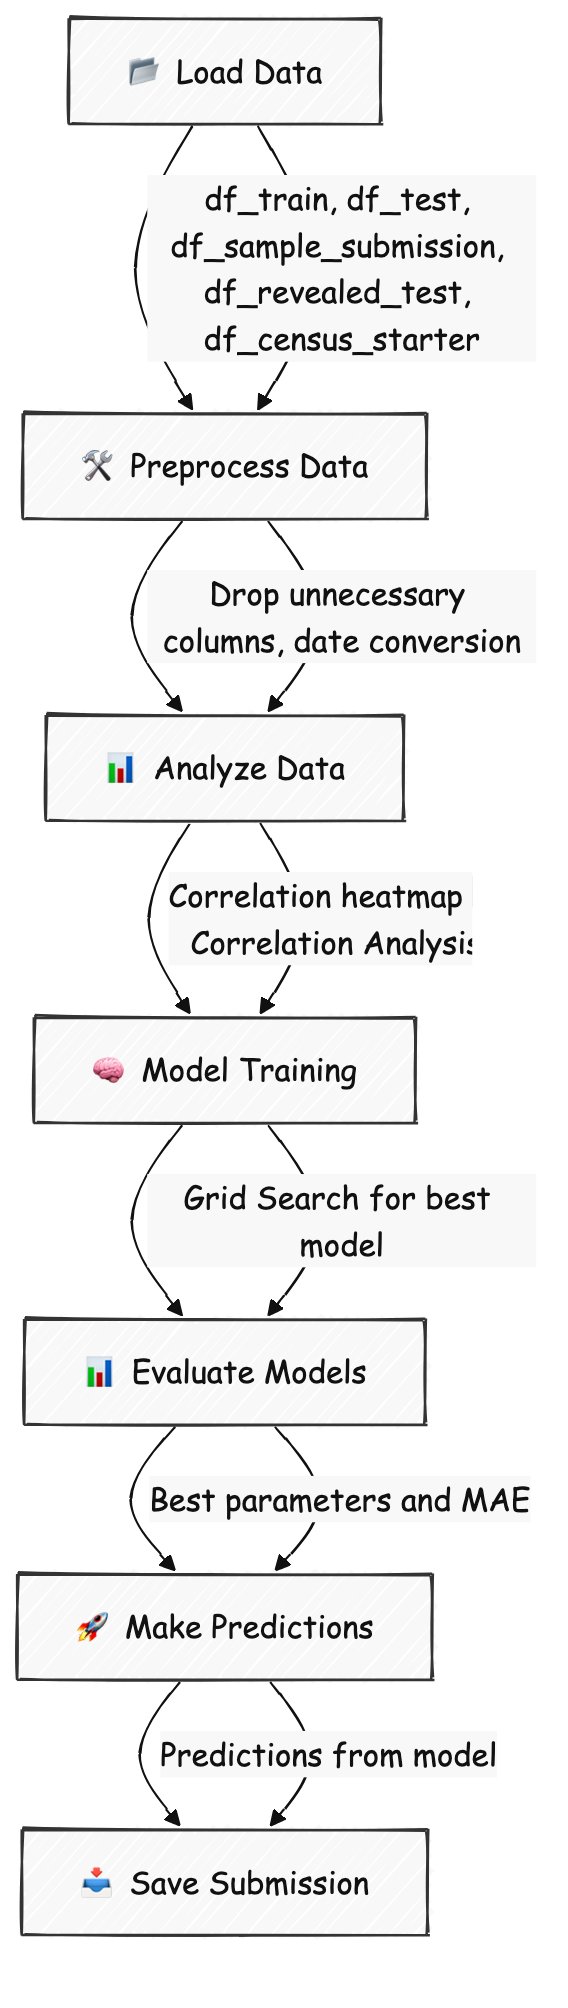 Load Data
df_train, df_test,
df_sample_submission,
df_revealed_test,
df_census_starter
Preprocess Data
Drop unnecessary
columns, date conversion
Analyze Data
Correlation heatmap
Correlation Analysis
Model Training
Grid Search for best
model
Evaluate Models
Best parameters and MAE
Make Predictions
Predictions from model
Save Submission